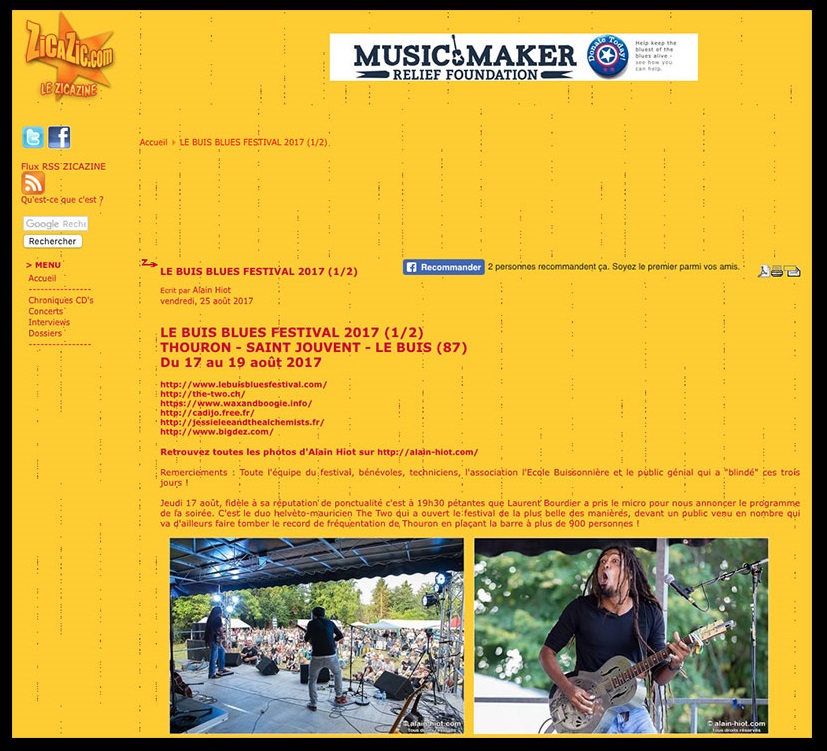 ZICAZIC.com
LE ZICAZINE
MUSIC MAKER
RELIEF FOUNDATION
Donate Today!
Help keep the
bluest of the
blues alive -
see how you
can help.
Accueil LE BUIS BLUES FESTIVAL 2017 (1/2)
Flux RSS ZICAZINE
Qu'est-ce que c'est ?
Google Reche
Rechercher
> MENU
Accueil
-----------------
Chroniques CD's
Concerts
Interviews
Dossiers
-----------------
LE BUIS BLUES FESTIVAL 2017 (1/2)
Recommander 2 personnes recommandent ça. Soyez le premier parmi vos amis.
Ecrit par Alain Hiot
vendredi, 25 août 2017
LE BUIS BLUES FESTIVAL 2017 (1/2)
THOURON - SAINT JOUVENT - LE BUIS (87)
Du 17 au 19 août 2017
http://www.lebuisbluesfestival.com/
http://the-two.ch/
https://www.waxandboogie.info/
http://cadijo.free.fr/
http://jessieleeandthealchemists.fr/
http://www.bigdez.com/
Retrouvez toutes les photos d'Alain Hiot sur http://alain-hiot.com/
Remerciements : Toute l'équipe du festival, bénévoles, techniciens, l'association l'Ecole Buissonnière et le public génial qui a "blindé" ces trois
jours !
Jeudi 17 août, fidèle à sa réputation de ponctualité c'est à 19h30 pétantes que Laurent Bourdier a pris le micro pour nous annoncer le programme
de la soirée. C'est le duo helvèto-mauricien The Two qui a ouvert le festival de la plus belle des manières, devant un public venu en nombre qui
va d'ailleurs faire tomber le record de fréquentation de Thouron en plaçant la barre à plus de 900 personnes !
© alain-hiot.com
Tous droits réservés
© alain-hiot.com
Tous droits réservés